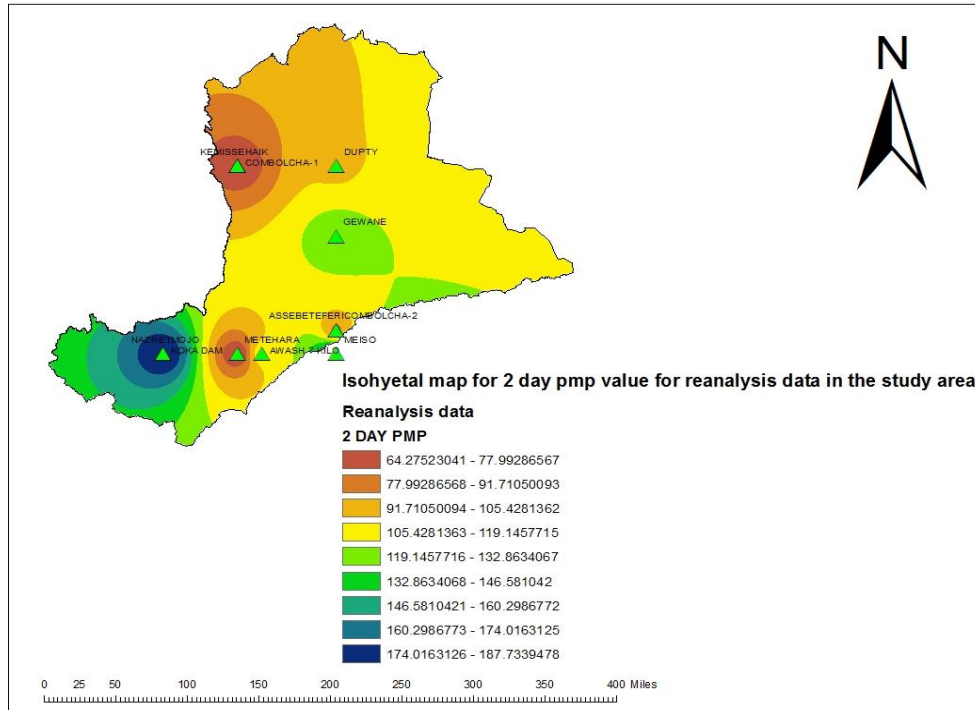 N
KEMISSEHAIK
COMBOLCHA-1
DUPTY
GEWANE
ASSEBETEFERICOMBOLCHA-2
NAZRETMOJO
METEHARA
MEISO
KOKA DAM
AWASH 7 KILO
Isohyetal map for 2 day pmp value for reanalysis data in the study area
Reanalysis data
2 DAY PMP
64.27523041 - 77.99286567
77.99286568 - 91.71050093
91.71050094 - 105.4281362
105.4281363 - 119.1457715
119.1457716 - 132.8634067
132.8634068 - 146.581042
146.5810421 - 160.2986772
160.2986773 - 174.0163125
174.0163126 - 187.7339478
0 50 100 150 200 250 300 350 400 Miles